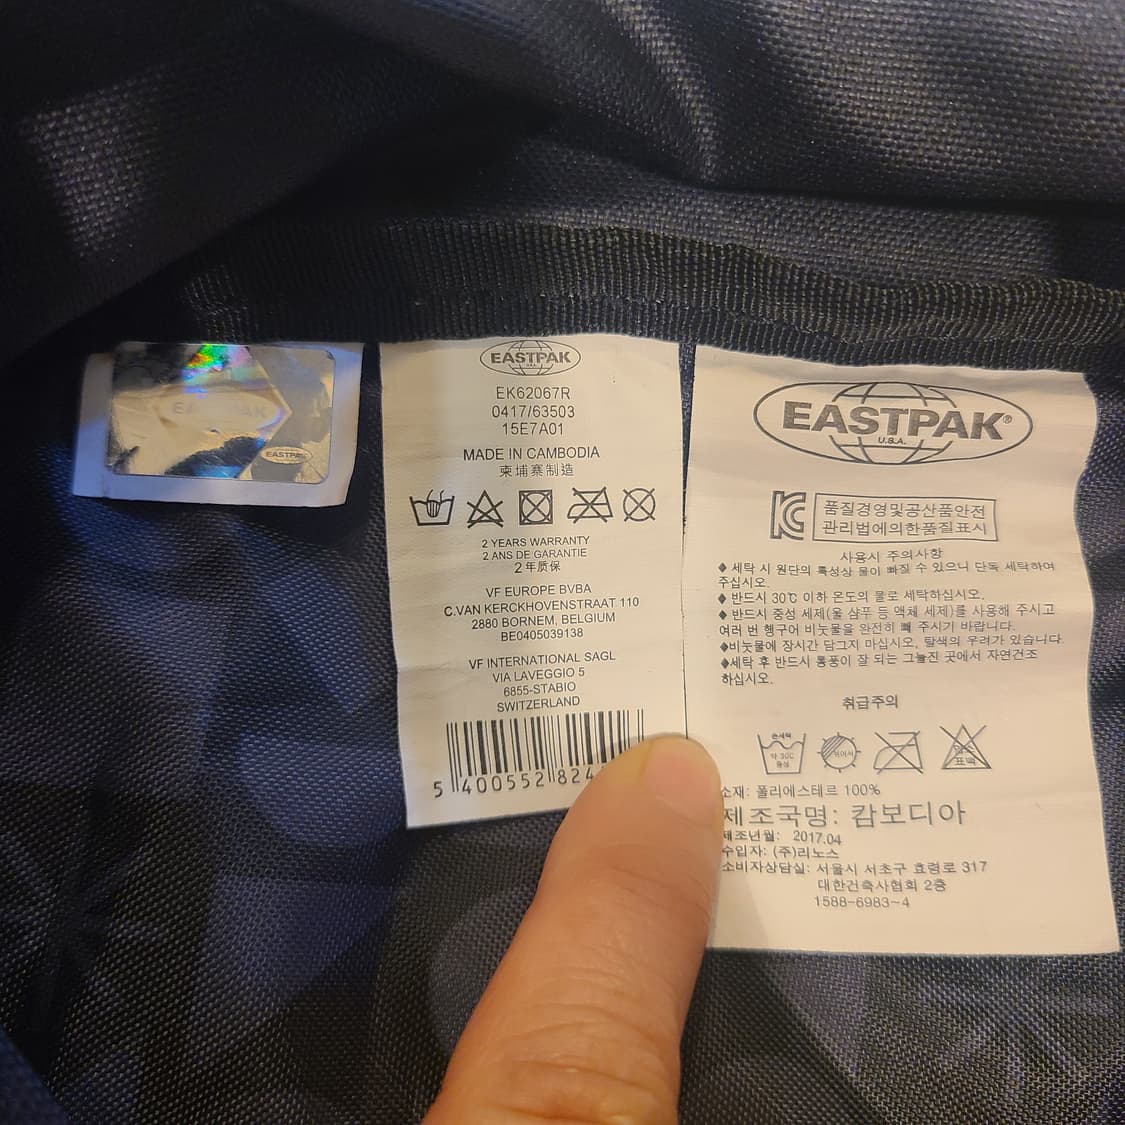 EASTPAK
EASTPAK
EASTPAK
U.S.A.
EK62067R
0417/63503
15E7A01
MADE IN CAMBODIA
柬埔寨制造
2 YEARS WARRANTY
2 ANS DE GARANTIE
2 年质保
VF EUROPE BVBA
C.VAN KERCKHOVENSTRAAT 110
2880 BORNEM, BELGIUM
BE0405039138
VF INTERNATIONAL SAGL
VIA LAVEGGIO 5
6855-STABIO
SWITZERLAND
5 400552 824
EASTPAK®
U.S.A.
품질경영및공산품안전
관리법에의한품질표시
사용시 주의사항
♦ 세탁 시 원단의 특성상 물이 빠질 수 있으니 단독 세탁하여
주십시오.
♦ 반드시 30℃ 이하 온도의 물로 세탁하십시오.
♦ 반드시 중성 세제(울 샴푸 등 액체 세제)를 사용해 주시고
여러 번 헹구어 비눗물을 완전히 빼 주시기 바랍니다.
♦비눗물에 장시간 담그지 마십시오, 탈색의 우려가 있습니다.
♦세탁 후 반드시 통풍이 잘 되는 그늘진 곳에서 자연건조
하십시오.
취급주의
손세탁
약 30℃
중성
소재: 폴리에스테르 100%
제조국명: 캄보디아
제조년월: 2017.04
수입자: (주)리노스
소비자상담실: 서울시 서초구 효령로 317
대한건축사협회 2층
1588-6983~4